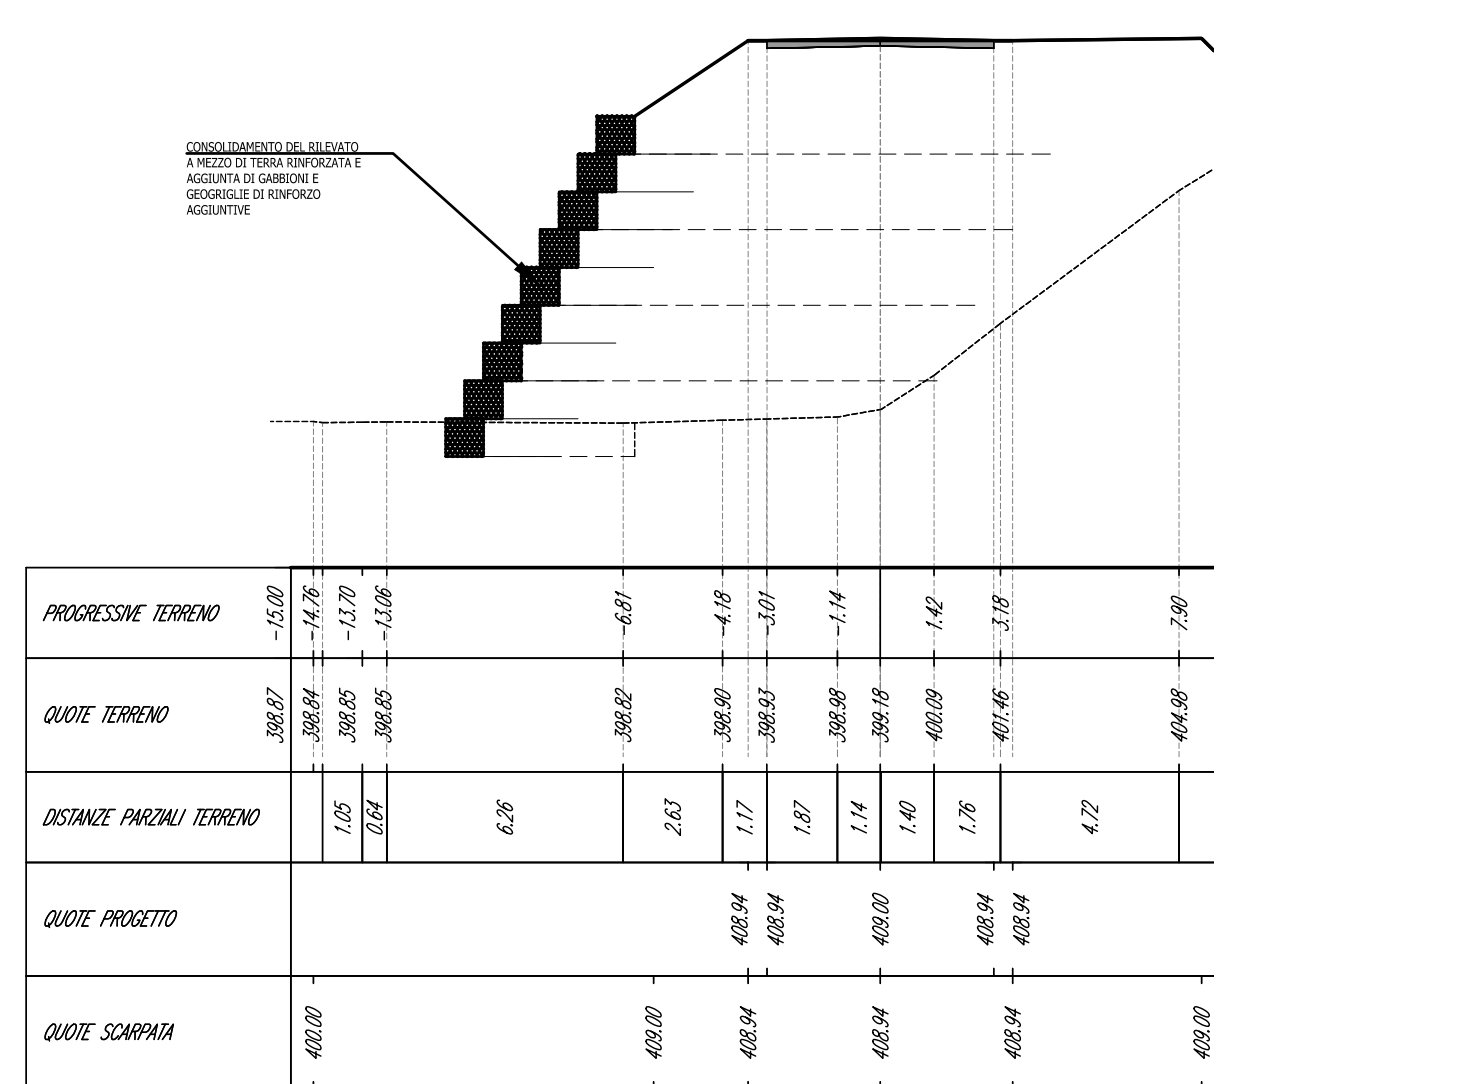 CONSOLIDAMENTO DEL RILEVATO
A MEZZO DI TERRA RINFORZATA E
AGGIUNTA DI GABBIONI E
GEOGRIGLIE DI RINFORZO
AGGIUNTIVE
PROGRESSIVE TERRENO -15.00 -14.76 -13.70 -13.06 -6.81 -4.18 -3.01 -1.14 1.42 3.18 7.90
QUOTE TERRENO 398.87 398.84 398.85 398.85 398.82 398.90 398.93 398.98 399.18 400.09 401.46 404.98
DISTANZE PARZIALI TERRENO 1.05 0.64 6.26 2.63 1.17 1.87 1.14 1.40 1.76 4.72
QUOTE PROGETTO 408.94 408.94 409.00 408.94 408.94
QUOTE SCARPATA 400.00 409.00 408.94 408.94 408.94 409.00